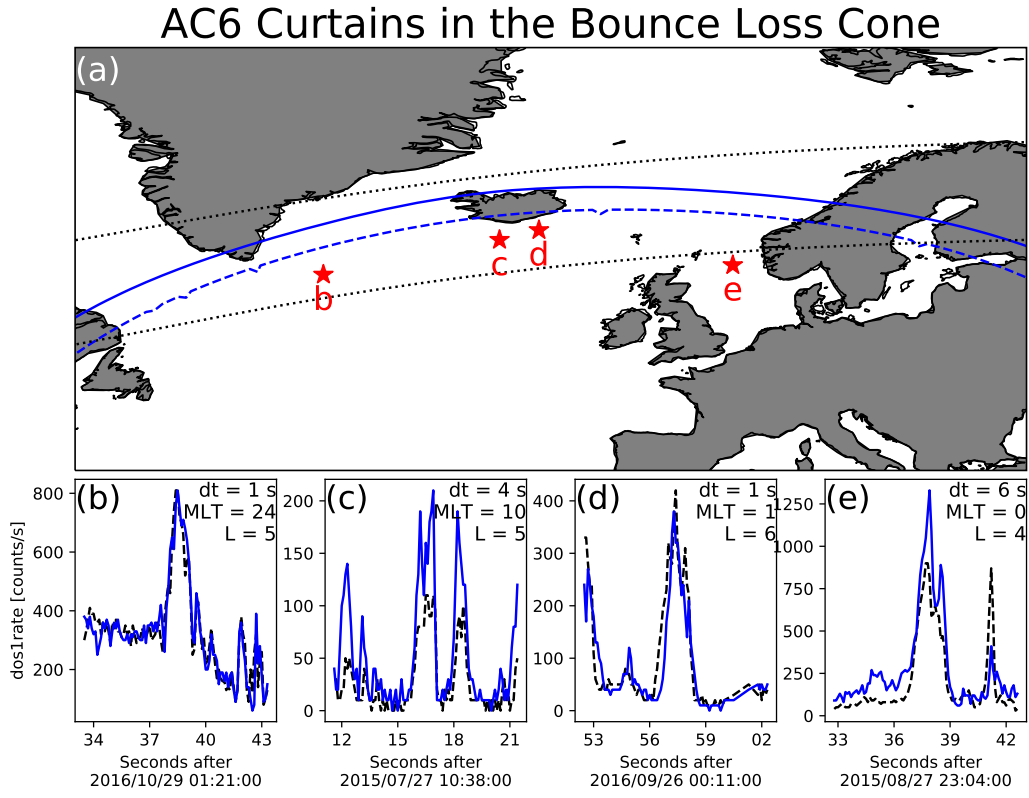 AC6 Curtains in the Bounce Loss Cone
(a)
b
c
d
e
dos1rate [counts/s]
800
600
400
200
(b)
dt = 1 s
MLT = 24
L = 5
34 37 40 43
Seconds after
2016/10/29 01:21:00
200
150
100
50
0
(c)
dt = 4 s
MLT = 10
L = 5
12 15 18 21
Seconds after
2015/07/27 10:38:00
400
300
200
100
0
(d)
dt = 1 s
MLT = 1
L = 6
53 56 59 02
Seconds after
2016/09/26 00:11:00
1250
1000
750
500
250
0
(e)
dt = 6 s
MLT = 0
L = 4
33 36 39 42
Seconds after
2015/08/27 23:04:00